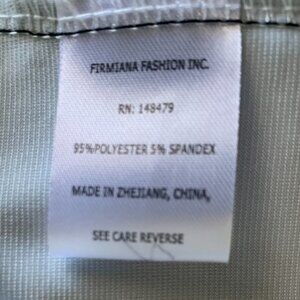 FIRMIANA FASHION INC.
RN: 148479
95%POLYESTER 5% SPANDEX
MADE IN ZHEJIANG, CHINA,
SEE CARE REVERSE